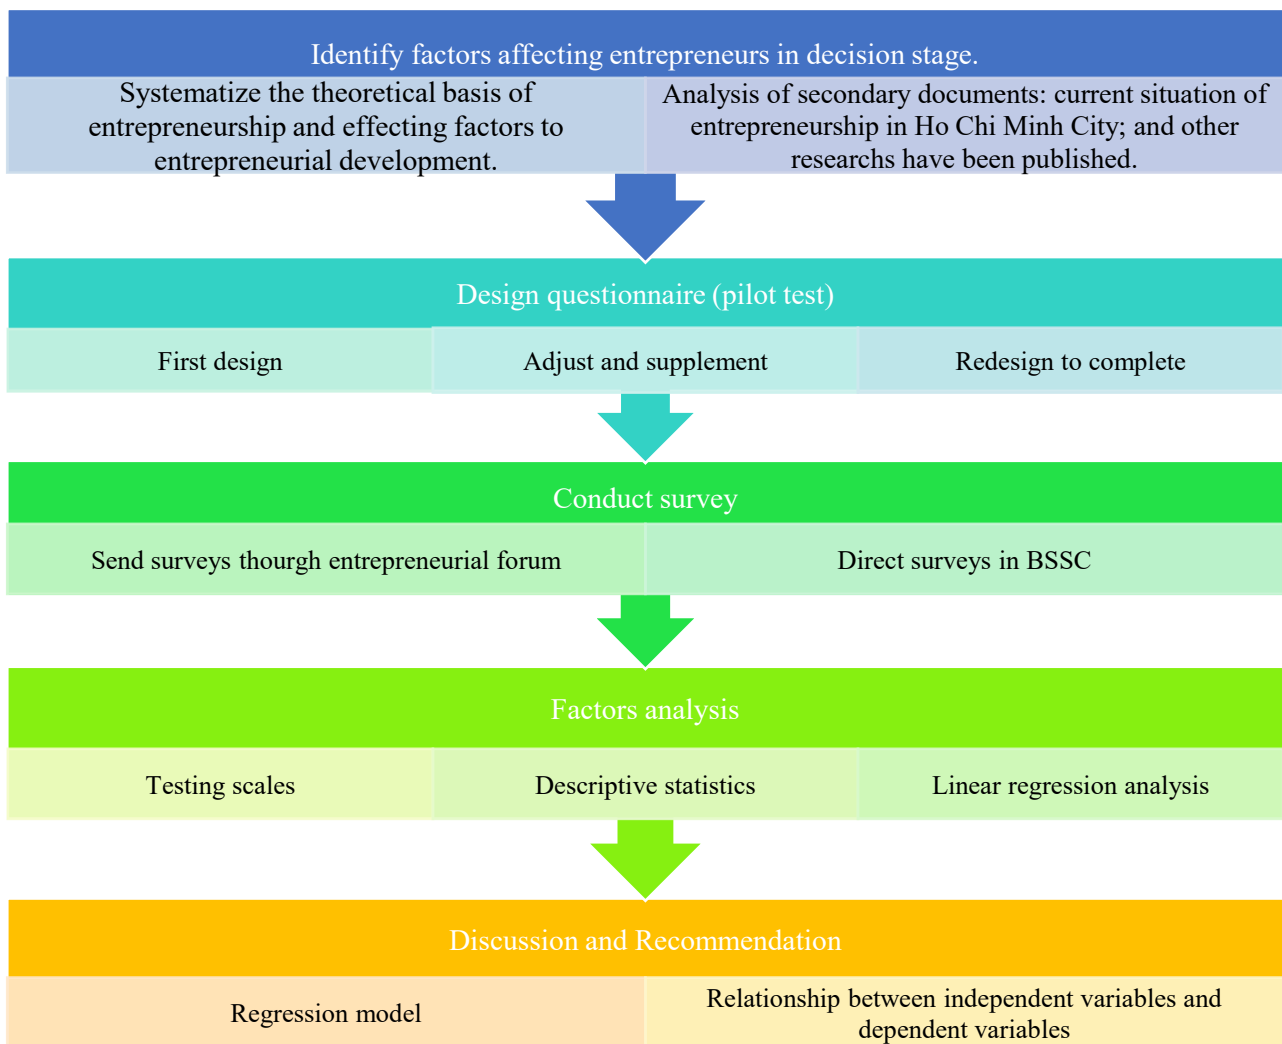 Identify factors affecting entrepreneurs in decision stage.
Systematize the theoretical basis of
entrepreneurship and effecting factors to
entrepreneurial development.
Analysis of secondary documents: current situation of
entrepreneurship in Ho Chi Minh City; and other
researchs have been published.
Design questionnaire (pilot test)
First design
Adjust and supplement
Redesign to complete
Conduct survey
Send surveys thourgh entrepreneurial forum
Direct surveys in BSSC
Factors analysis
Testing scales
Descriptive statistics
Linear regression analysis
Discussion and Recommendation
Regression model
Relationship between independent variables and
dependent variables